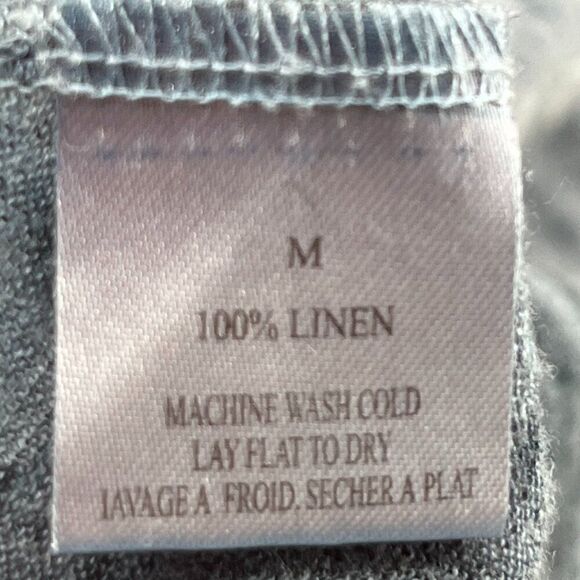 M
100% LINEN
MACHINE WASH COLD
LAY FLAT TO DRY
LAVAGE A FROID. SECHER A PLAT